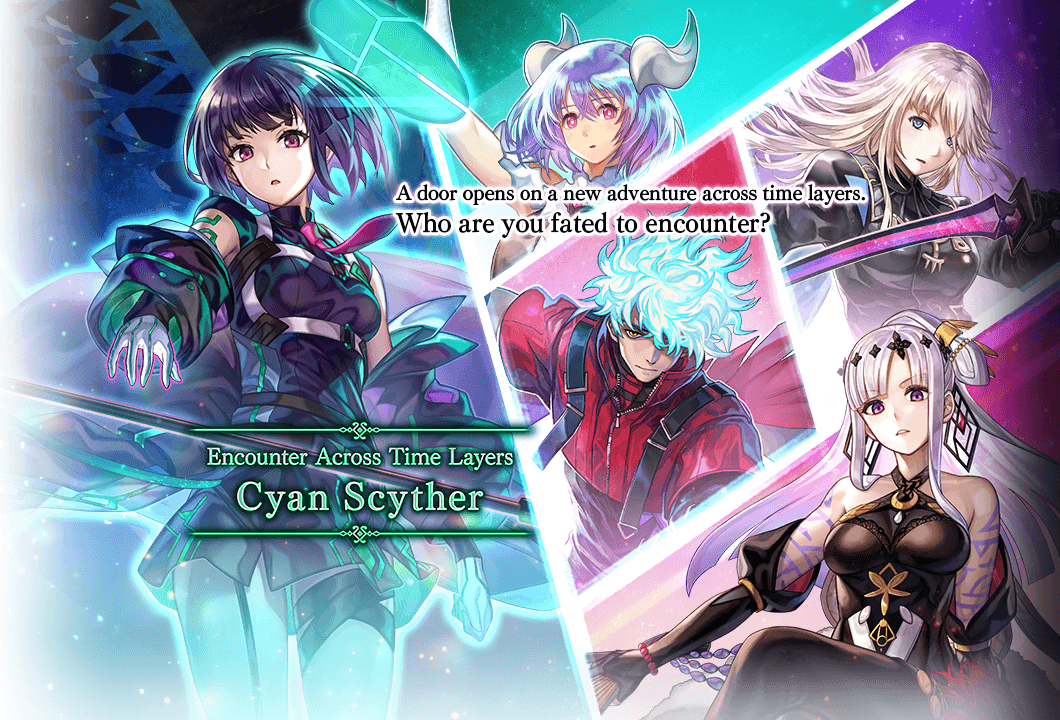 A door opens on a new adventure across time layers.
Who are you fated to encounter?
Encounter Across Time Layers
Cyan Scyther